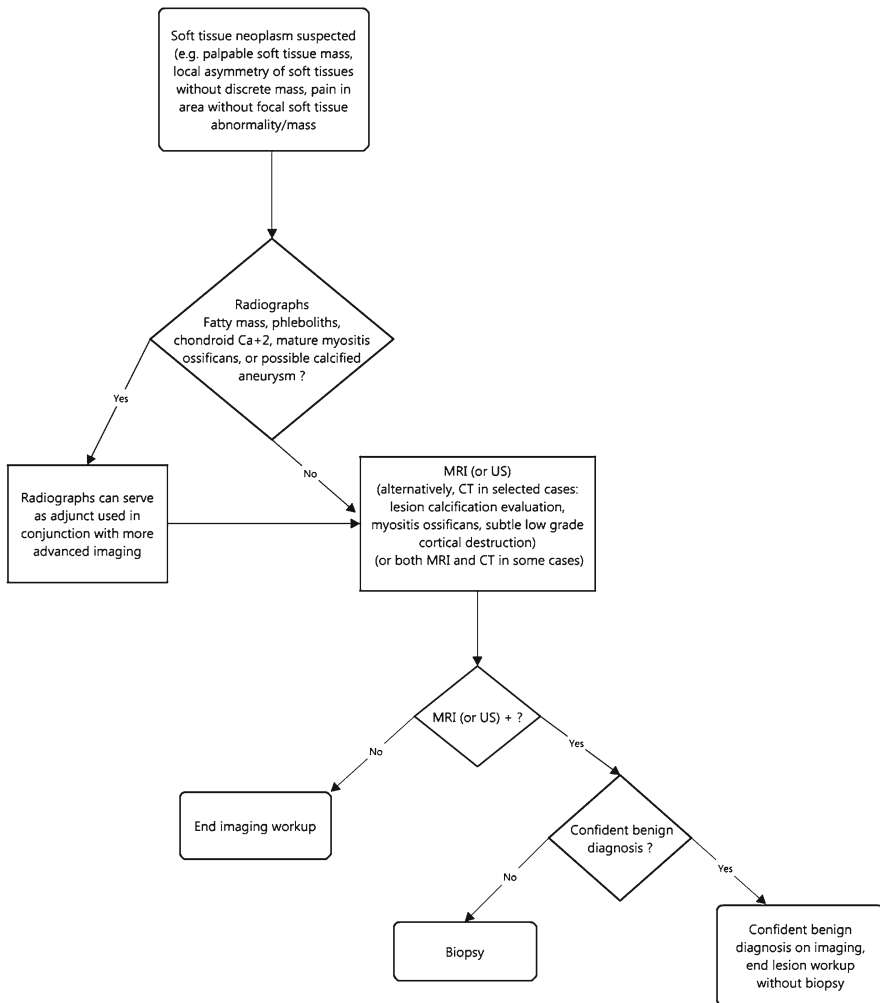 Soft tissue neoplasm suspected
(e.g. palpable soft tissue mass,
local asymmetry of soft tissues
without discrete mass, pain in
area without focal soft tissue
abnormality/mass
Radiographs
Fatty mass, phleboliths,
chondroid Ca+2, mature myositis
ossificans, or possible calcified
aneurysm ?
Yes
No
Radiographs can serve
as adjunct used in
conjunction with more
advanced imaging
MRI (or US)
(alternatively, CT in selected cases:
lesion calcification evaluation,
myositis ossificans, subtle low grade
cortical destruction)
(or both MRI and CT in some cases)
MRI (or US) + ?
No
Yes
End imaging workup
Confident benign
diagnosis ?
No
Yes
Biopsy
Confident benign
diagnosis on imaging,
end lesion workup
without biopsy